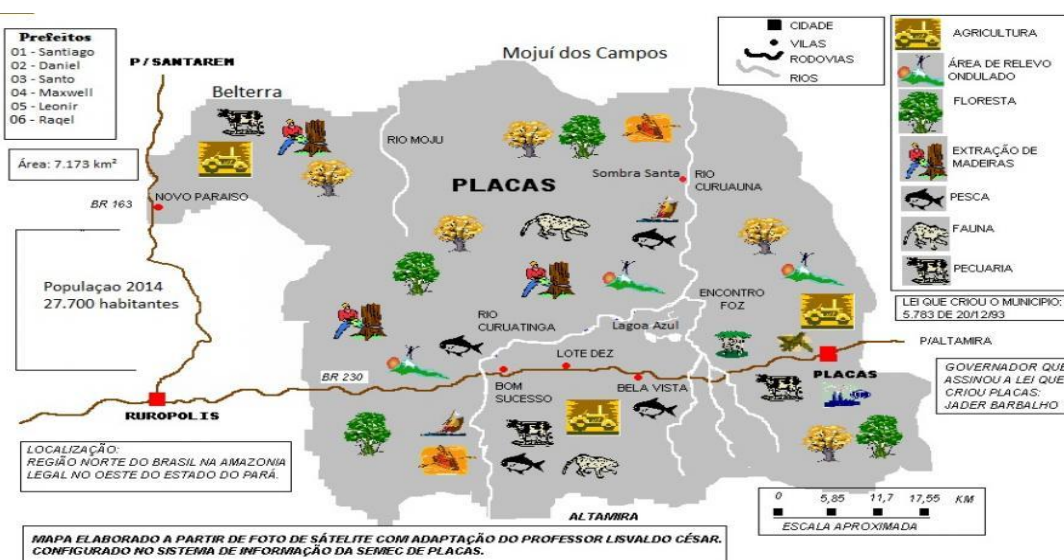 Prefeitos
01 - Santiago
02 - Daniel
03 - Santo
04 - Maxwell
05 - Leonir
06 - Raqel
P/SANTAREM
Belterra
Mojuí dos Campos
CIDADE
VILAS
RODOVIAS
RIOS
AGRICULTURA
ÁREA DE RELEVO
ONDULADO
FLORESTA
EXTRAÇÃO DE
MADEIRAS
PESCA
FAUNA
PECUARIA
Área: 7.173 km²
RIO MOJU
PLACAS
Sombra Santa
RIO
CURUAUNA
BR 163
NOVO PARAISO
Populaçao 2014
27.700 habitantes
RIO
CURUATINGA
ENCONTRO
FOZ
Lagoa Azul
LEI QUE CRIOU O MUNICIPIO:
5.783 DE 20/12/93
P/ALTAMIRA
BR 230
LOTE DEZ
BOM
SUCESSO
BELA VISTA
PLACAS
GOVERNADOR QUE
ASSINOU A LEI QUE
CRIOU PLACAS:
JADER BARBALHO
RUROPOLIS
LOCALIZAÇÃO:
REGIÃO NORTE DO BRASIL NA AMAZONIA
LEGAL NO OESTE DO ESTADO DO PARÁ.
ALTAMIRA
0 5,85 11,7 17,55 KM
ESCALA APROXIMADA
MAPA ELABORADO A PARTIR DE FOTO DE SÁTELITE COM ADAPTAÇÃO DO PROFESSOR LISVALDO CÉSAR.
CONFIGURADO NO SISTEMA DE INFORMAÇÃO DA SEMEC DE PLACAS.